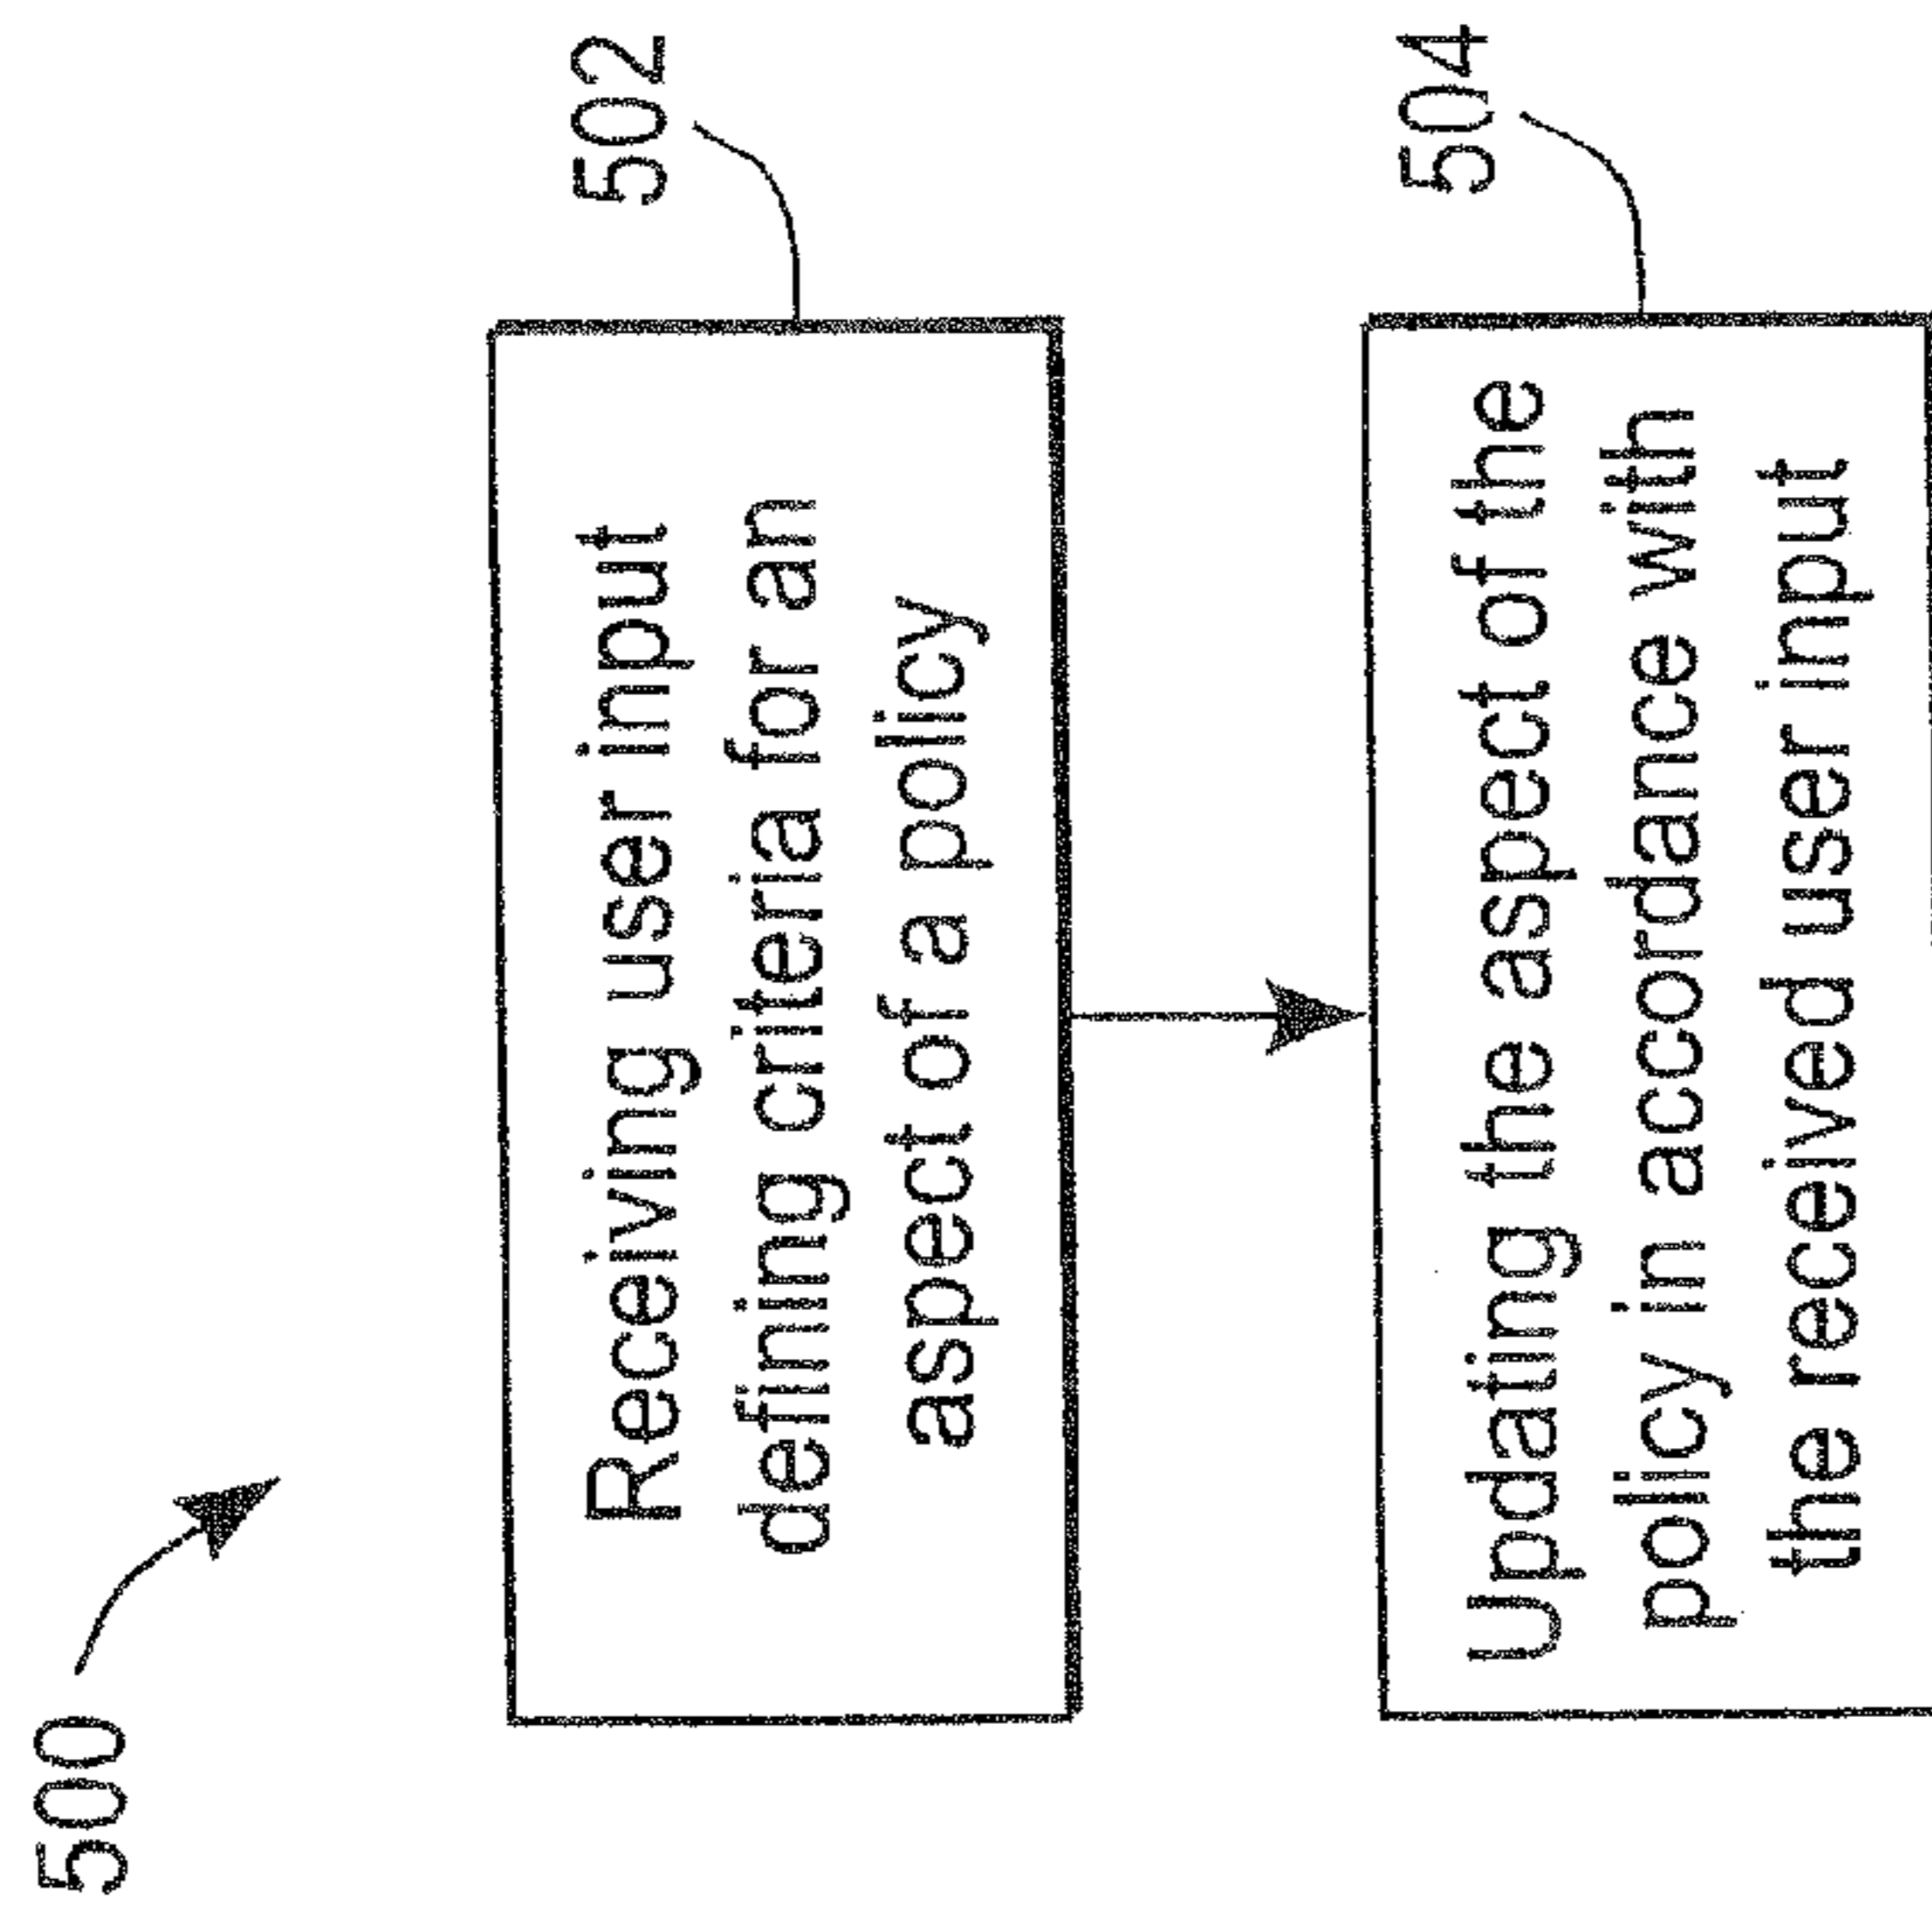 500
502
Receiving user input
defining criteria for an
aspect of a policy
504
Updating the aspect of the
policy in accordance with
the received user input